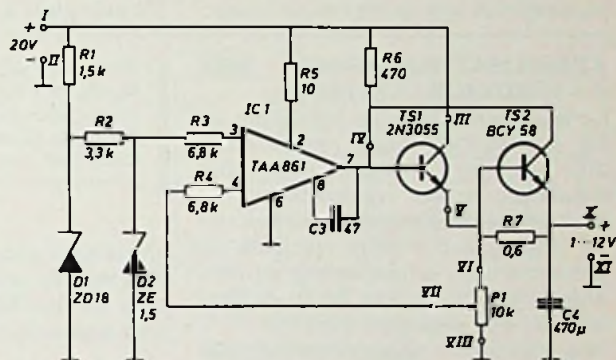 I
+
20V
-
II
R1
1,5k
R2
3,3k
R3
6,8k
R4
6,8k
R5
10
R6
470
IC1
TAA861
2
3
4
6
7
8
C3
47
IV
TS1
2N3055
III
TS2
BCY 58
V
R7
0,6
X
+
1...12V
-
XI
D1
ZD18
D2
ZE
1,5
VII
VI
P1
10k
VIII
C4
470µ